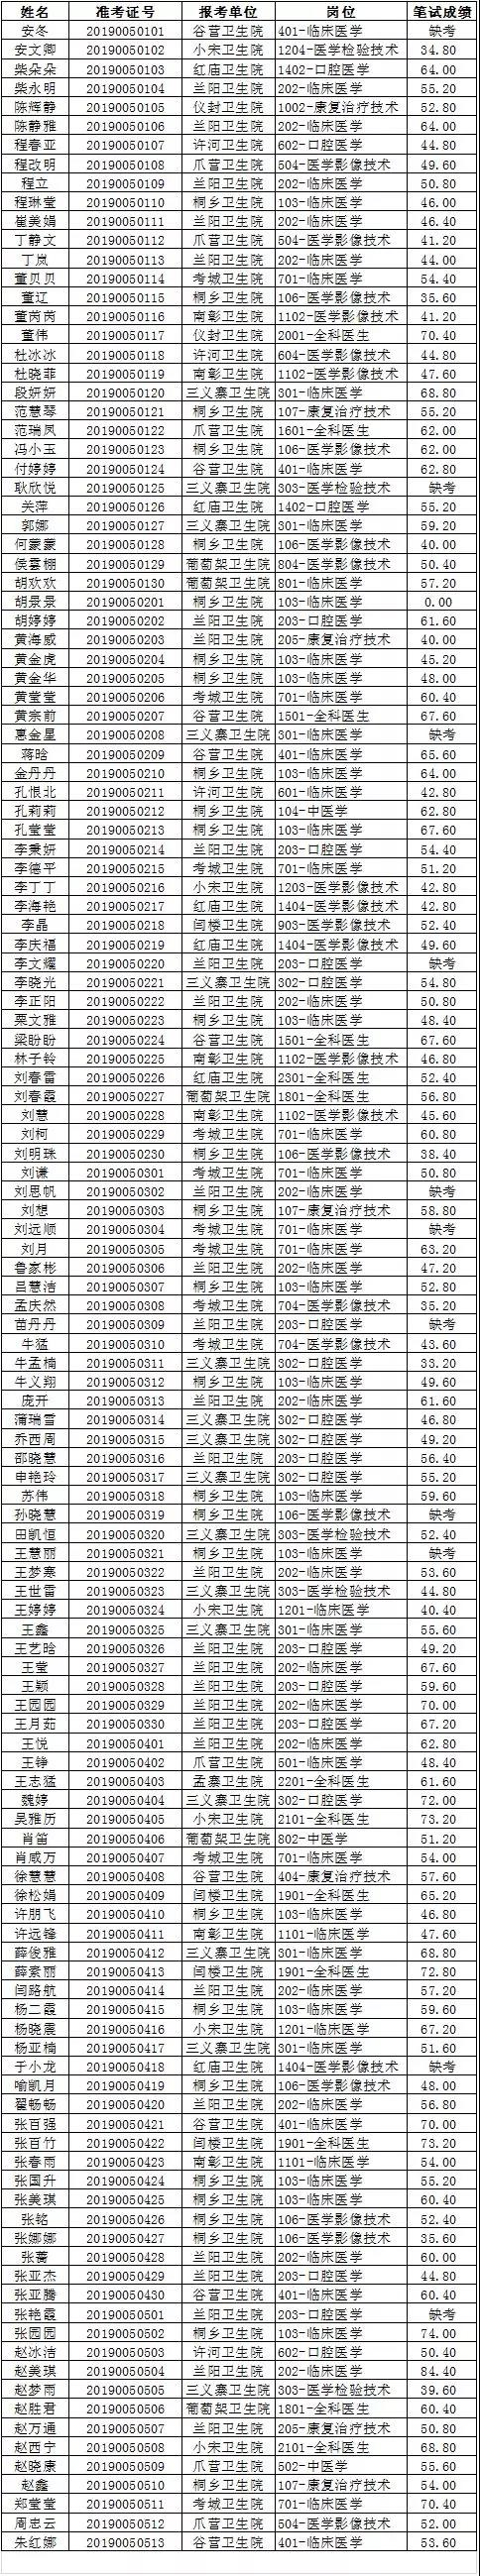 姓名 准考证号 报考单位 岗位 笔试成绩
安冬 20190050101 谷营卫生院 401-临床医学 缺考
安文卿 20190050102 小宋卫生院 1204-医学检验技术 34.80
柴朵朵 20190050103 红庙卫生院 1402-口腔医学 64.00
柴永明 20190050104 兰阳卫生院 202-临床医学 55.20
陈辉静 20190050105 仪封卫生院 1002-康复治疗技术 52.80
陈静雅 20190050106 兰阳卫生院 202-临床医学 64.00
程春亚 20190050107 许河卫生院 602-口腔医学 44.80
程改明 20190050108 爪营卫生院 504-医学影像技术 49.60
程立 20190050109 兰阳卫生院 202-临床医学 50.80
程琳莹 20190050110 桐乡卫生院 103-临床医学 46.00
崔美娟 20190050111 兰阳卫生院 202-临床医学 46.40
丁静文 20190050112 爪营卫生院 504-医学影像技术 41.20
丁岚 20190050113 兰阳卫生院 202-临床医学 44.00
董贝贝 20190050114 考城卫生院 701-临床医学 54.40
董辽 20190050115 桐乡卫生院 106-医学影像技术 35.60
董芮芮 20190050116 南彰卫生院 1102-医学影像技术 41.20
董伟 20190050117 仪封卫生院 2001-全科医生 70.40
杜冰冰 20190050118 许河卫生院 604-医学影像技术 44.80
杜晓菲 20190050119 南彰卫生院 1102-医学影像技术 47.60
段妍妍 20190050120 三义寨卫生院 301-临床医学 68.80
范慧琴 20190050121 桐乡卫生院 107-康复治疗技术 55.20
范瑞凤 20190050122 爪营卫生院 1601-全科医生 62.00
冯小玉 20190050123 桐乡卫生院 106-医学影像技术 62.00
付婷婷 20190050124 谷营卫生院 401-临床医学 62.80
耿欣悦 20190050125 三义寨卫生院 303-医学检验技术 缺考
关萍 20190050126 红庙卫生院 1402-口腔医学 55.20
郭娜 20190050127 三义寨卫生院 301-临床医学 59.20
何蒙蒙 20190050128 桐乡卫生院 106-医学影像技术 40.00
侯雲棚 20190050129 葡萄架卫生院 804-医学影像技术 50.40
胡欢欢 20190050130 葡萄架卫生院 801-临床医学 57.20
胡景景 20190050201 桐乡卫生院 103-临床医学 0.00
胡婷婷 20190050202 兰阳卫生院 203-口腔医学 61.60
黄海威 20190050203 兰阳卫生院 205-康复治疗技术 40.00
黄金虎 20190050204 桐乡卫生院 103-临床医学 45.20
黄金华 20190050205 桐乡卫生院 103-临床医学 48.00
黄莹莹 20190050206 考城卫生院 701-临床医学 60.40
黄宗前 20190050207 谷营卫生院 1501-全科医生 67.60
惠金星 20190050208 三义寨卫生院 301-临床医学 缺考
蒋晗 20190050209 谷营卫生院 401-临床医学 65.60
金丹丹 20190050210 桐乡卫生院 103-临床医学 64.00
孔恨北 20190050211 许河卫生院 601-临床医学 42.80
孔莉莉 20190050212 桐乡卫生院 104-中医学 62.80
孔莹莹 20190050213 桐乡卫生院 103-临床医学 67.60
李秉妍 20190050214 兰阳卫生院 203-口腔医学 54.40
李德平 20190050215 考城卫生院 701-临床医学 51.20
李丁丁 20190050216 小宋卫生院 1203-医学影像技术 42.80
李海艳 20190050217 红庙卫生院 1404-医学影像技术 42.80
李晶 20190050218 闫楼卫生院 903-医学影像技术 52.40
李庆福 20190050219 红庙卫生院 1404-医学影像技术 49.60
李文耀 20190050220 兰阳卫生院 203-口腔医学 缺考
李晓光 20190050221 三义寨卫生院 302-口腔医学 54.80
李正阳 20190050222 兰阳卫生院 202-临床医学 50.80
栗文雅 20190050223 桐乡卫生院 103-临床医学 48.40
梁盼盼 20190050224 谷营卫生院 1501-全科医生 67.60
林子铃 20190050225 南彰卫生院 1102-医学影像技术 46.80
刘春雷 20190050226 红庙卫生院 2301-全科医生 52.40
刘春霞 20190050227 葡萄架卫生院 1801-全科医生 56.80
刘慧 20190050228 南彰卫生院 1102-医学影像技术 45.60
刘柯 20190050229 考城卫生院 701-临床医学 60.80
刘明珠 20190050230 桐乡卫生院 106-医学影像技术 38.40
刘谦 20190050301 考城卫生院 701-临床医学 50.80
刘思帆 20190050302 兰阳卫生院 202-临床医学 缺考
刘想 20190050303 桐乡卫生院 107-康复治疗技术 58.80
刘远顺 20190050304 考城卫生院 701-临床医学 缺考
刘月 20190050305 考城卫生院 701-临床医学 63.20
鲁家彬 20190050306 兰阳卫生院 202-临床医学 47.20
吕慧洁 20190050307 桐乡卫生院 103-临床医学 52.80
孟庆然 20190050308 考城卫生院 704-医学影像技术 35.20
苗丹丹 20190050309 兰阳卫生院 203-口腔医学 缺考
牛猛 20190050310 考城卫生院 704-医学影像技术 43.60
牛孟楠 20190050311 三义寨卫生院 302-口腔医学 33.20
牛义翔 20190050312 桐乡卫生院 103-临床医学 49.60
庞开 20190050313 兰阳卫生院 202-临床医学 61.60
蒲瑞雪 20190050314 三义寨卫生院 302-口腔医学 46.80
乔西周 20190050315 三义寨卫生院 302-口腔医学 49.20
邵晓慧 20190050316 兰阳卫生院 203-口腔医学 56.40
申艳玲 20190050317 三义寨卫生院 302-口腔医学 55.20
苏伟 20190050318 桐乡卫生院 103-临床医学 59.60
孙晓慧 20190050319 桐乡卫生院 106-医学影像技术 缺考
田凯恒 20190050320 三义寨卫生院 303-医学检验技术 52.40
王慧丽 20190050321 桐乡卫生院 103-临床医学 缺考
王梦寒 20190050322 兰阳卫生院 202-临床医学 53.60
王世雷 20190050323 三义寨卫生院 303-医学检验技术 44.80
王婷婷 20190050324 小宋卫生院 1201-临床医学 40.40
王鑫 20190050325 三义寨卫生院 301-临床医学 55.60
王艺晗 20190050326 兰阳卫生院 203-口腔医学 49.20
王莹 20190050327 兰阳卫生院 202-临床医学 67.60
王颖 20190050328 兰阳卫生院 203-口腔医学 59.60
王园园 20190050329 兰阳卫生院 202-临床医学 70.00
王月茹 20190050330 兰阳卫生院 203-口腔医学 67.20
王悦 20190050401 兰阳卫生院 202-临床医学 62.80
王铮 20190050402 爪营卫生院 501-临床医学 48.40
王志猛 20190050403 孟寨卫生院 2201-全科医生 61.60
魏婷 20190050404 三义寨卫生院 302-口腔医学 72.00
吴雅历 20190050405 小宋卫生院 2101-全科医生 73.20
肖笛 20190050406 葡萄架卫生院 802-中医学 51.20
肖威万 20190050407 考城卫生院 701-临床医学 54.00
徐慧慧 20190050408 谷营卫生院 404-康复治疗技术 57.60
徐松娟 20190050409 闫楼卫生院 1901-全科医生 65.20
许朋飞 20190050410 桐乡卫生院 103-临床医学 46.80
许远锋 20190050411 南彰卫生院 1101-临床医学 47.60
薛俊雅 20190050412 三义寨卫生院 301-临床医学 68.80
薛素丽 20190050413 闫楼卫生院 1901-全科医生 72.80
闫路航 20190050414 兰阳卫生院 202-临床医学 57.20
杨二霞 20190050415 桐乡卫生院 103-临床医学 59.60
杨晓震 20190050416 小宋卫生院 1201-临床医学 67.20
杨亚楠 20190050417 三义寨卫生院 301-临床医学 51.60
于小龙 20190050418 红庙卫生院 1404-医学影像技术 缺考
喻凯月 20190050419 桐乡卫生院 106-医学影像技术 48.00
翟畅畅 20190050420 兰阳卫生院 202-临床医学 56.80
张百强 20190050421 谷营卫生院 401-临床医学 70.00
张百竹 20190050422 闫楼卫生院 1901-全科医生 73.20
张春雨 20190050423 南彰卫生院 1101-临床医学 54.00
张国升 20190050424 桐乡卫生院 103-临床医学 55.20
张美琪 20190050425 桐乡卫生院 103-临床医学 60.40
张铭 20190050426 桐乡卫生院 106-医学影像技术 52.40
张娜娜 20190050427 桐乡卫生院 106-医学影像技术 35.60
张蔷 20190050428 兰阳卫生院 202-临床医学 60.00
张亚杰 20190050429 兰阳卫生院 203-口腔医学 44.80
张亚腾 20190050430 谷营卫生院 401-临床医学 60.40
张艳霞 20190050501 兰阳卫生院 203-口腔医学 缺考
张园园 20190050502 桐乡卫生院 103-临床医学 74.00
赵冰洁 20190050503 许河卫生院 602-口腔医学 50.40
赵美琪 20190050504 兰阳卫生院 202-临床医学 84.40
赵梦雨 20190050505 三义寨卫生院 303-医学检验技术 39.60
赵胜君 20190050506 葡萄架卫生院 1801-全科医生 60.40
赵万通 20190050507 兰阳卫生院 205-康复治疗技术 50.80
赵西宁 20190050508 小宋卫生院 2101-全科医生 68.80
赵晓康 20190050509 爪营卫生院 502-中医学 55.60
赵鑫 20190050510 桐乡卫生院 107-康复治疗技术 54.00
郑莹莹 20190050511 考城卫生院 701-临床医学 70.40
周忠云 20190050512 爪营卫生院 504-医学影像技术 52.00
朱红娜 20190050513 谷营卫生院 401-临床医学 53.60